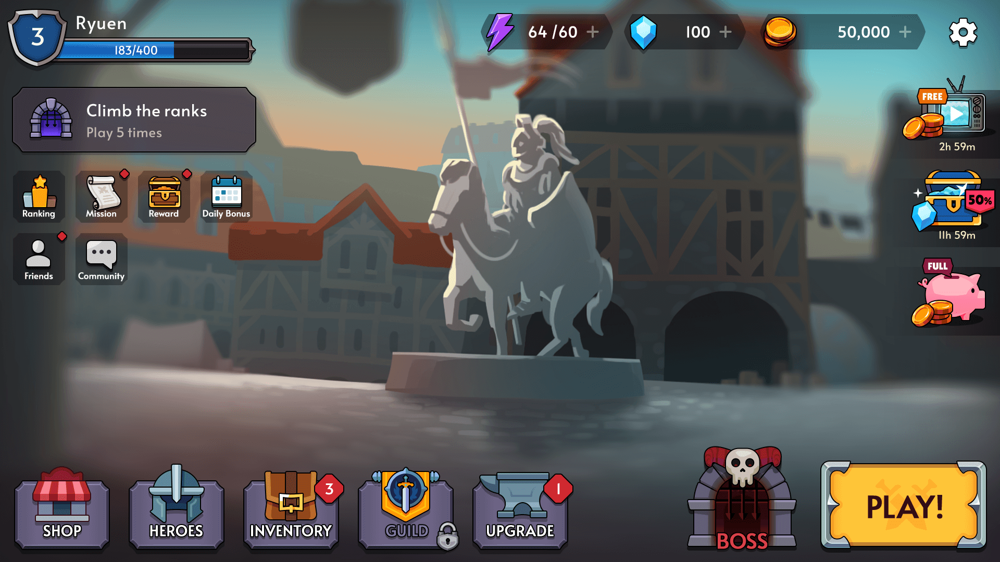 3
Ryuen
183/400
64 /60
100
50,000
Climb the ranks
Play 5 times
FREE
2h 59m
Ranking
Mission
Reward
Daily Bonus
50%
11h 59m
Friends
Community
FULL
SHOP
HEROES
3
INVENTORY
GUILD
1
UPGRADE
BOSS
PLAY!